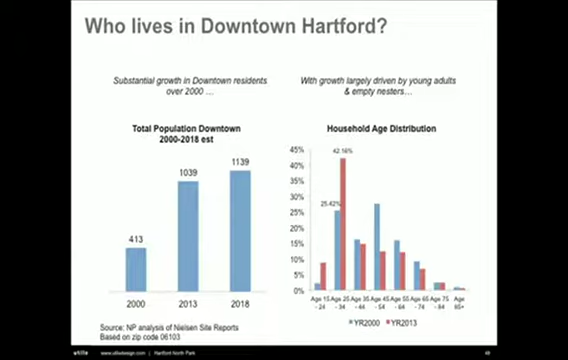 Who lives in Downtown Hartford?
Substantial growth in Downtown residents
over 2000 ...
With growth largely driven by young adults
& empty nesters...
Total Population Downtown
2000-2018 est
413
1039
1139
2000
2013
2018
Household Age Distribution
45%
40%
35%
30%
25%
20%
15%
10%
5%
0%
25.42%
42.16%
Age 15 Age 25 Age 35 Age 45 Age 55 Age 65 Age 75 Age
- 24 - 34 - 44 - 54 - 64 - 74 - 84 85+
YR2000 YR2013
Source: NP analysis of Nielsen Site Reports
Based on zip code 06103
utile
www.utiledesign.com | Hartford North Park